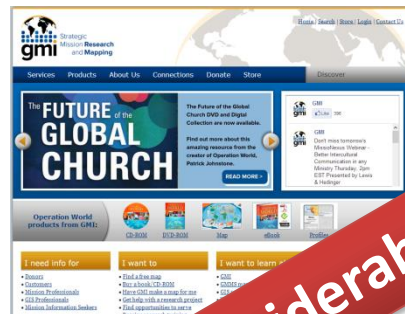 Home | Search | Store | Login | Contact Us
gmi
Strategic
Mission Research
and Mapping
Services Products About Us Connections Donate Store Discover
The FUTURE of the
GLOBAL
CHURCH
The Future of the Global
Church DVD and Digital
Collection are now available.
Find out more about this
amazing resource from the
creator of Operation World,
Patrick Johnstone.
READ MORE >
gmi
GMI
Like
gmi
GMI
Don't miss tomorrow's
MissioNexus Webinar -
Better Intercultural
Communication in any
Ministry Thursday. 2pm
EST Presented by Lewis
& Hedinger
Operation World
products from GMI:
CD-ROM DVD-ROM Map eBook Profiles
I need info for
Donors
Customers
Mission Professionals
GIS Professionals
Mission Information Seekers
I want to
Find a free map
Buy a book/CD-ROM
Have GMI make a map for me
Get help with a research project
Find opportunities to serve
I want to learn
GMI